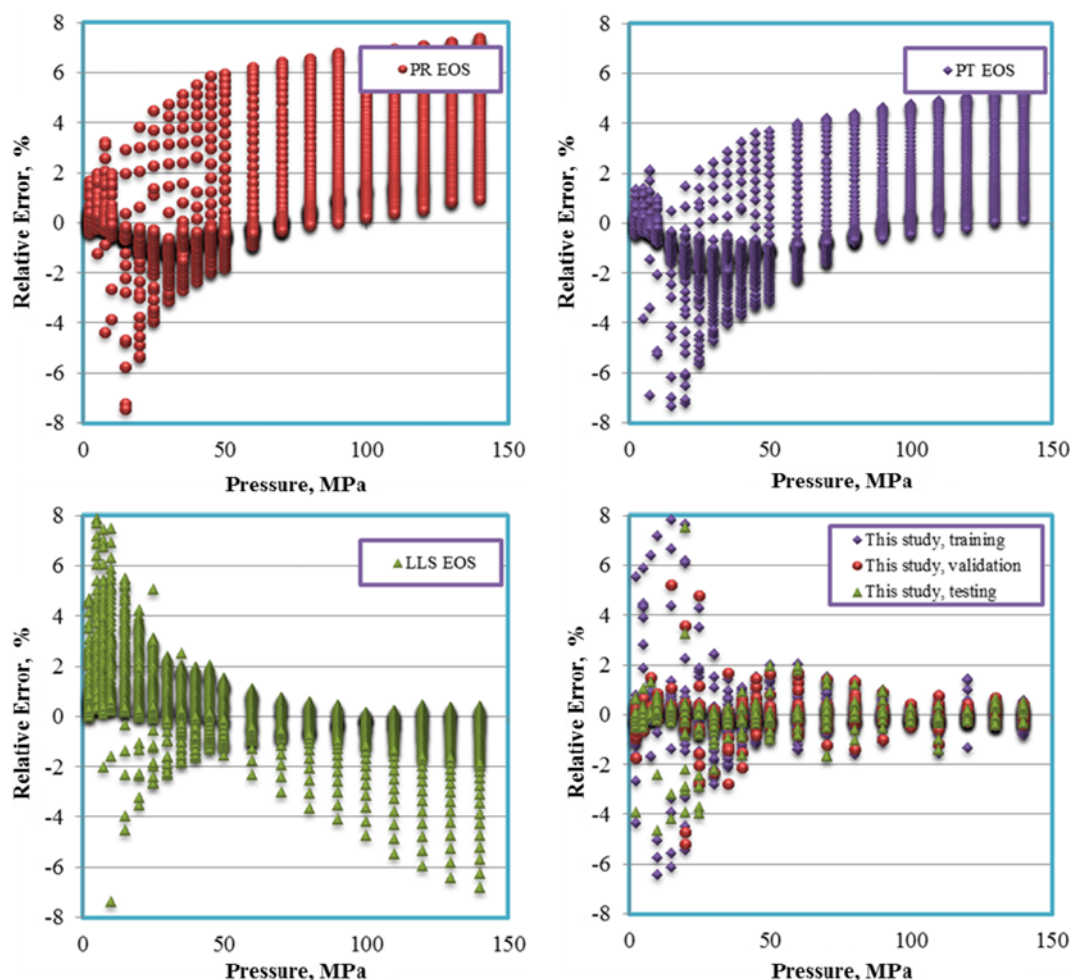 8
6
4
2
0
-2
-4
-6
-8
Relative Error, %
PR EOS
0 50 100 150
Pressure, MPa
8
6
4
2
0
-2
-4
-6
-8
Relative Error, %
PT EOS
0 50 100 150
Pressure, MPa
8
6
4
2
0
-2
-4
-6
-8
Relative Error, %
LLS EOS
0 50 100 150
Pressure, MPa
8
6
4
2
0
-2
-4
-6
-8
Relative Error, %
This study, training
This study, validation
This study, testing
0 50 100 150
Pressure, MPa